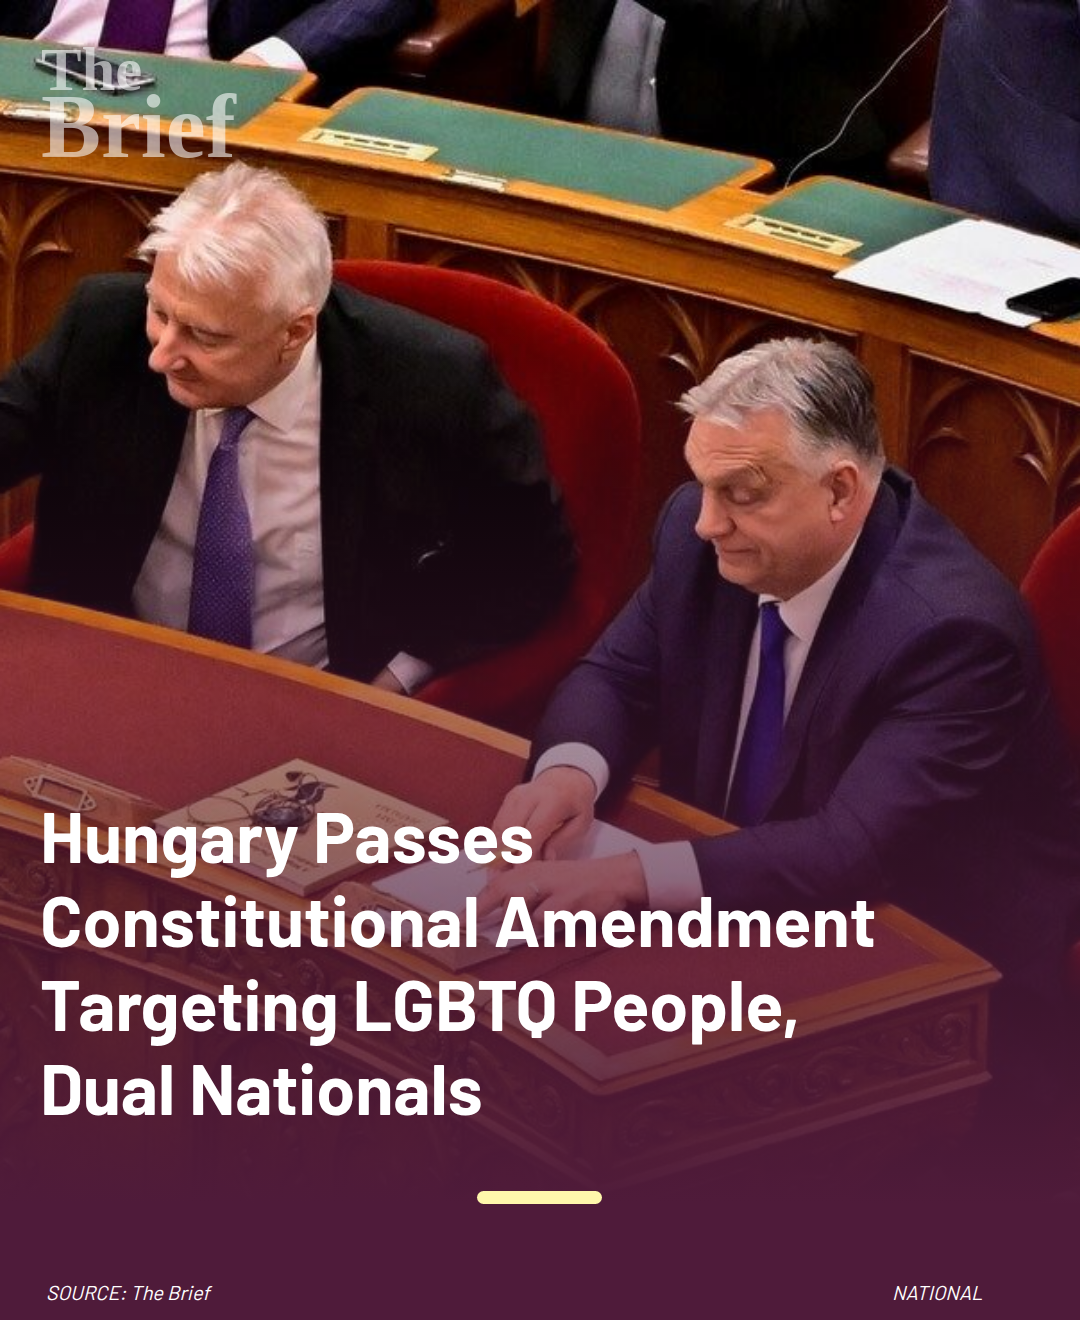 The
Brief
Hungary Passes
Constitutional Amendment
Targeting LGBTQ People,
Dual Nationals
SOURCE: The Brief
NATIONAL